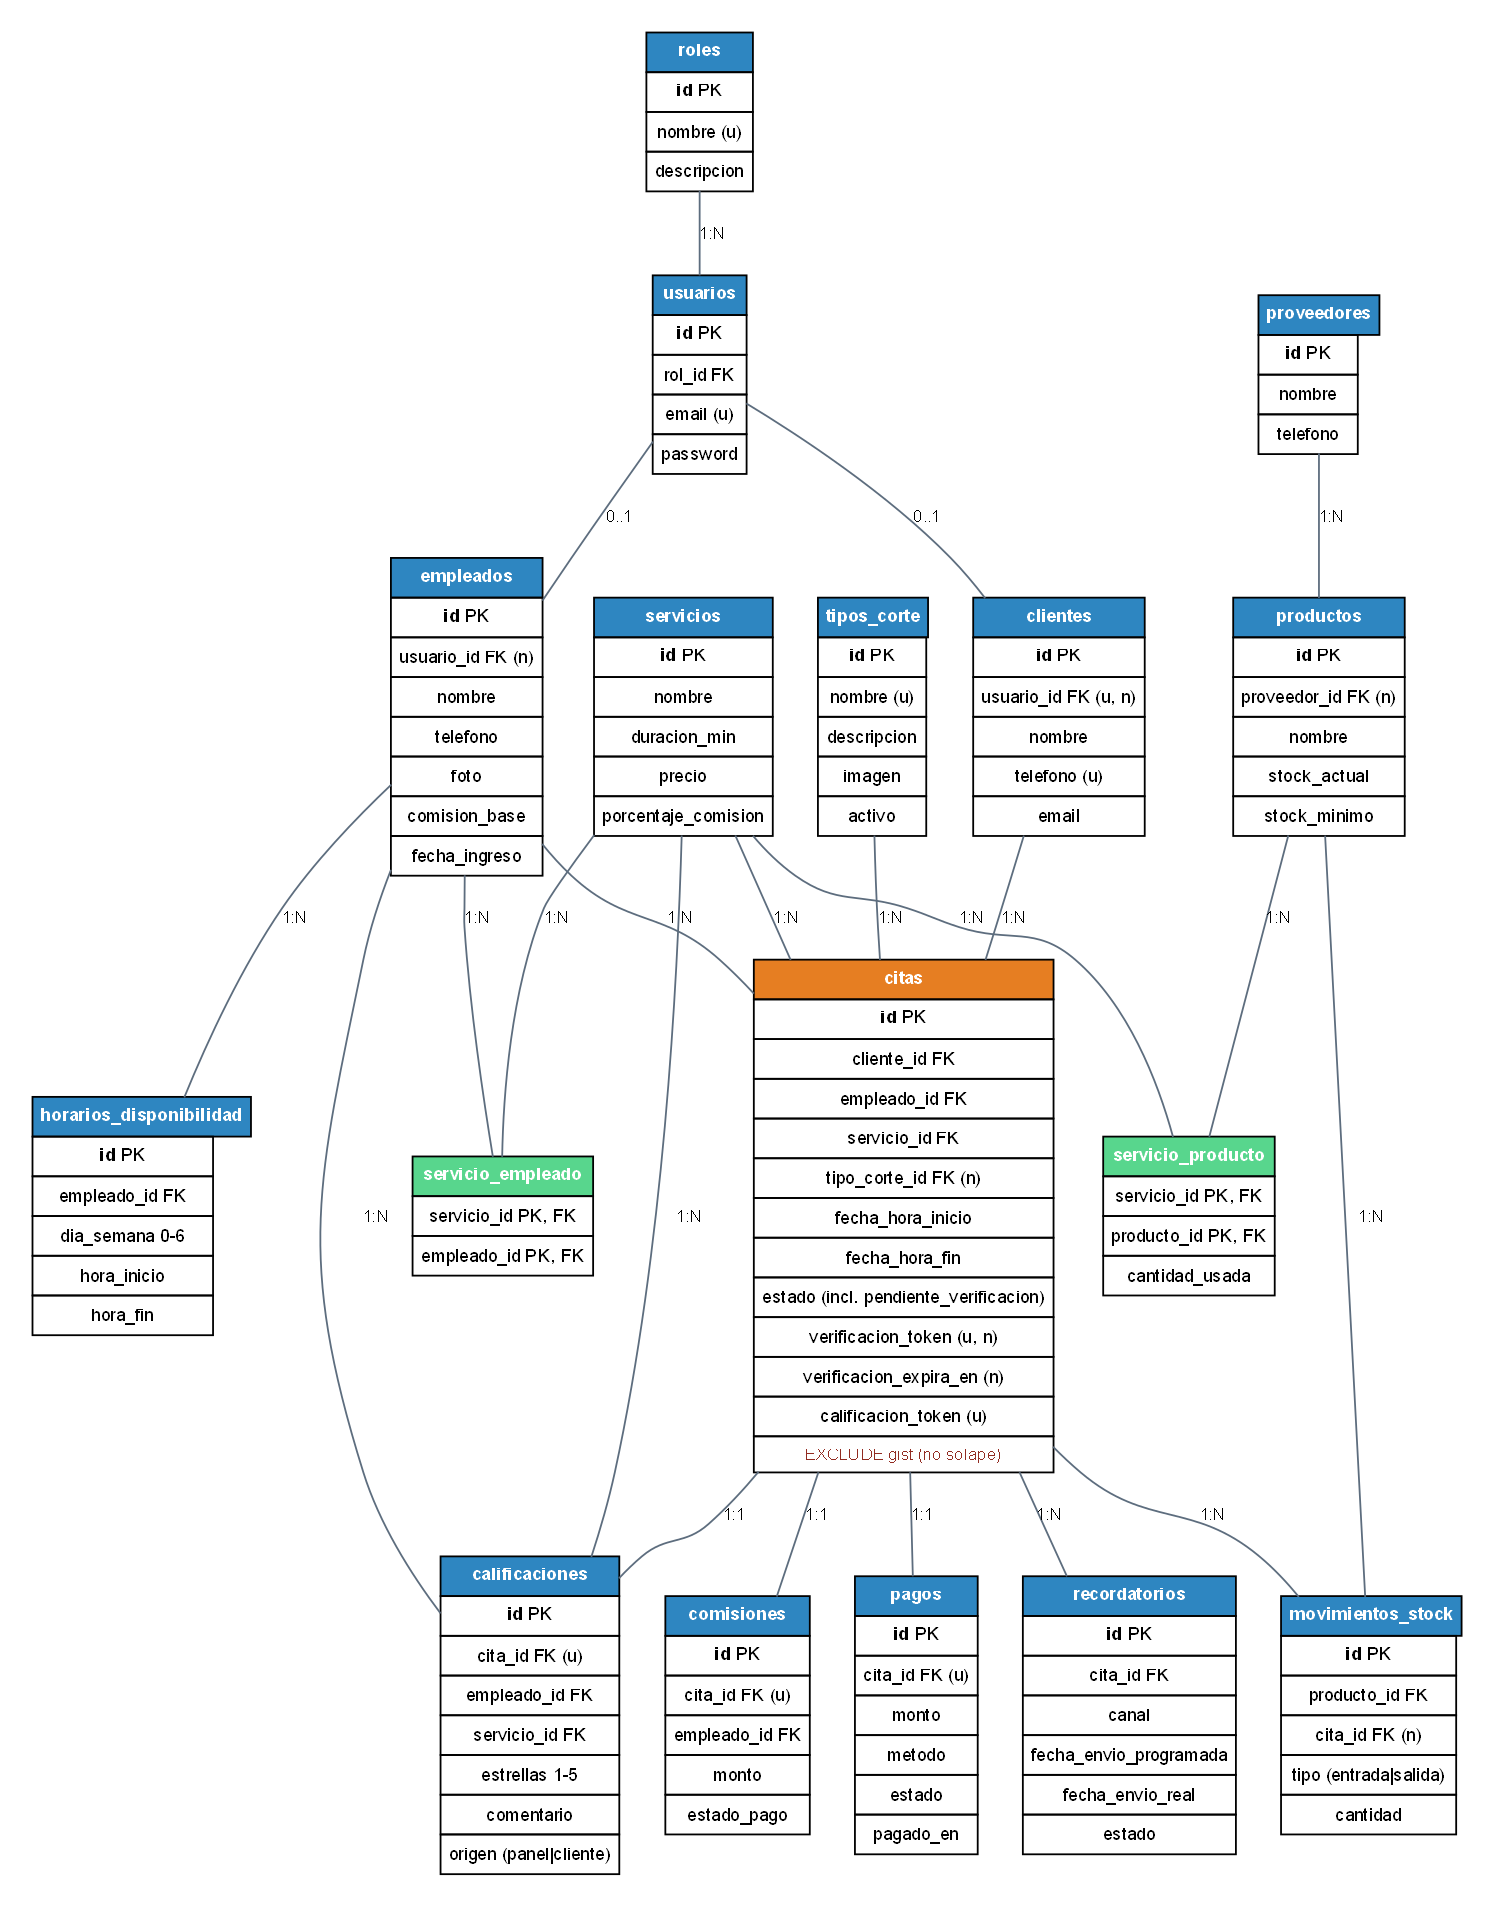 roles
id PK
nombre (u)
descripcion
1:N
usuarios
id PK
rol_id FK
email (u)
password
proveedores
id PK
nombre
telefono
0..1
0..1
1:N
empleados
id PK
usuario_id FK (n)
nombre
telefono
foto
comision_base
fecha_ingreso
servicios
id PK
nombre
duracion_min
precio
porcentaje_comision
tipos_corte
id PK
nombre (u)
descripcion
imagen
activo
clientes
id PK
usuario_id FK (u, n)
nombre
telefono (u)
email
productos
id PK
proveedor_id FK (n)
nombre
stock_actual
stock_minimo
1:N
1:N
1:N
1:N
1:N
1:N
1:N
1:N
1:N
citas
id PK
cliente_id FK
empleado_id FK
servicio_id FK
tipo_corte_id FK (n)
fecha_hora_inicio
fecha_hora_fin
estado (incl. pendiente_verificacion)
verificacion_token (u, n)
verificacion_expira_en (n)
calificacion_token (u)
EXCLUDE gist (no solape)
horarios_disponibilidad
id PK
empleado_id FK
dia_semana 0-6
hora_inicio
hora_fin
1:N
servicio_empleado
servicio_id PK, FK
empleado_id PK, FK
1:N
servicio_producto
servicio_id PK, FK
producto_id PK, FK
cantidad_usada
1:N
1:1
1:1
1:1
1:N
1:N
calificaciones
id PK
cita_id FK (u)
empleado_id FK
servicio_id FK
estrellas 1-5
comentario
origen (panel|cliente)
comisiones
id PK
cita_id FK (u)
empleado_id FK
monto
estado_pago
pagos
id PK
cita_id FK (u)
monto
metodo
estado
pagado_en
recordatorios
id PK
cita_id FK
canal
fecha_envio_programada
fecha_envio_real
estado
movimientos_stock
id PK
producto_id FK
cita_id FK (n)
tipo (entrada|salida)
cantidad